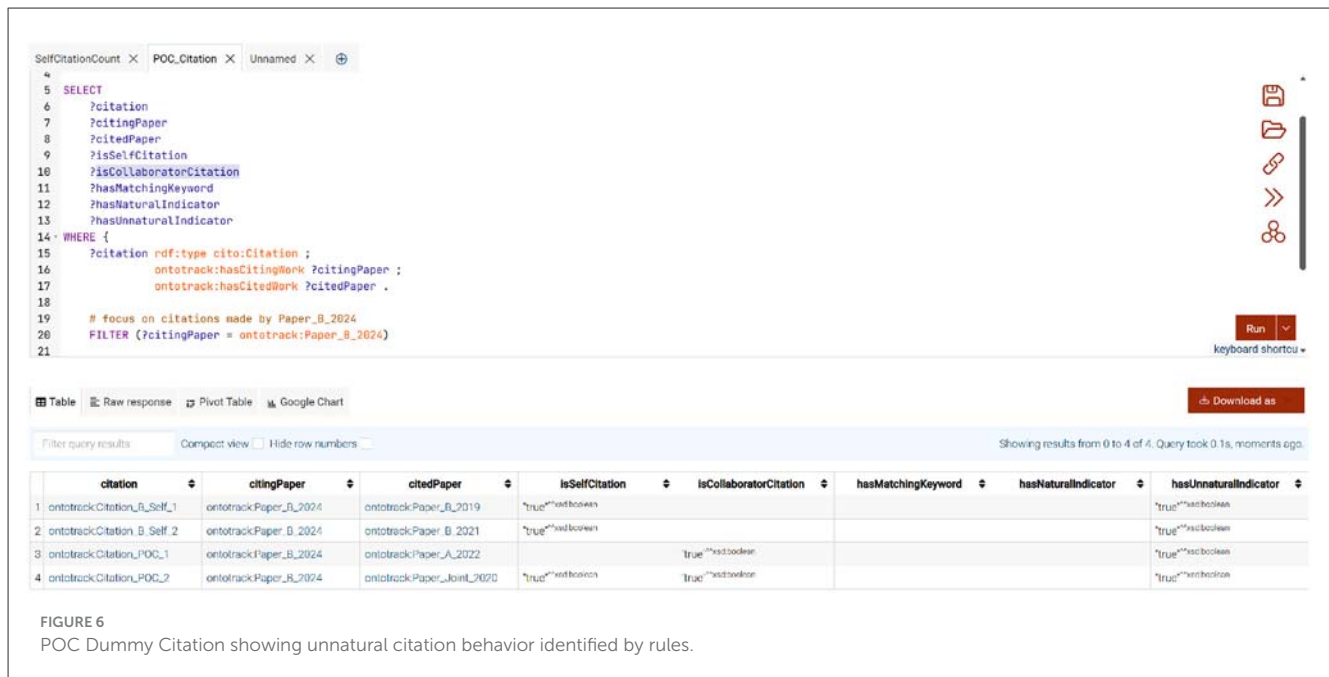 SelfCitationCount × POC_Citation × Unnamed ×
4
5 SELECT
6 ?citation
7 ?citingPaper
8 ?citedPaper
9 ?isSelfCitation
10 ?isCollaboratorCitation
11 ?hasMatchingKeyword
12 ?hasNaturalIndicator
13 ?hasUnnaturalIndicator
14 WHERE {
15 ?citation rdf:type cito:Citation ;
16 ontotrack:hasCitingWork ?citingPaper ;
17 ontotrack:hasCitedWork ?citedPaper .
18
19 # focus on citations made by Paper_B_2024
20 FILTER (?citingPaper = ontotrack:Paper_B_2024)
21
Run
keyboard shortcu
Table Raw response Pivot Table Google Chart Download as
Filter query results Compact view Hide row numbers Showing results from 0 to 4 of 4. Query took 0.1s, moments ago.
citation citingPaper citedPaper isSelfCitation isCollaboratorCitation hasMatchingKeyword hasNaturalIndicator hasUnnaturalIndicator
1 ontotrack:Citation_B_Self_1 ontotrack:Paper_B_2024 ontotrack:Paper_B_2019 "true"^^xsd:boolean "true"^^xsd:boolean
2 ontotrack:Citation_B_Self_2 ontotrack:Paper_B_2024 ontotrack:Paper_B_2021 "true"^^xsd:boolean "true"^^xsd:boolean
3 ontotrack:Citation_POC_1 ontotrack:Paper_B_2024 ontotrack:Paper_A_2022 "true"^^xsd:boolean "true"^^xsd:boolean
4 ontotrack:Citation_POC_2 ontotrack:Paper_B_2024 ontotrack:Paper_Joint_2020 "true"^^xsd:boolean "true"^^xsd:boolean "true"^^xsd:boolean
FIGURE 6
POC Dummy Citation showing unnatural citation behavior identified by rules.